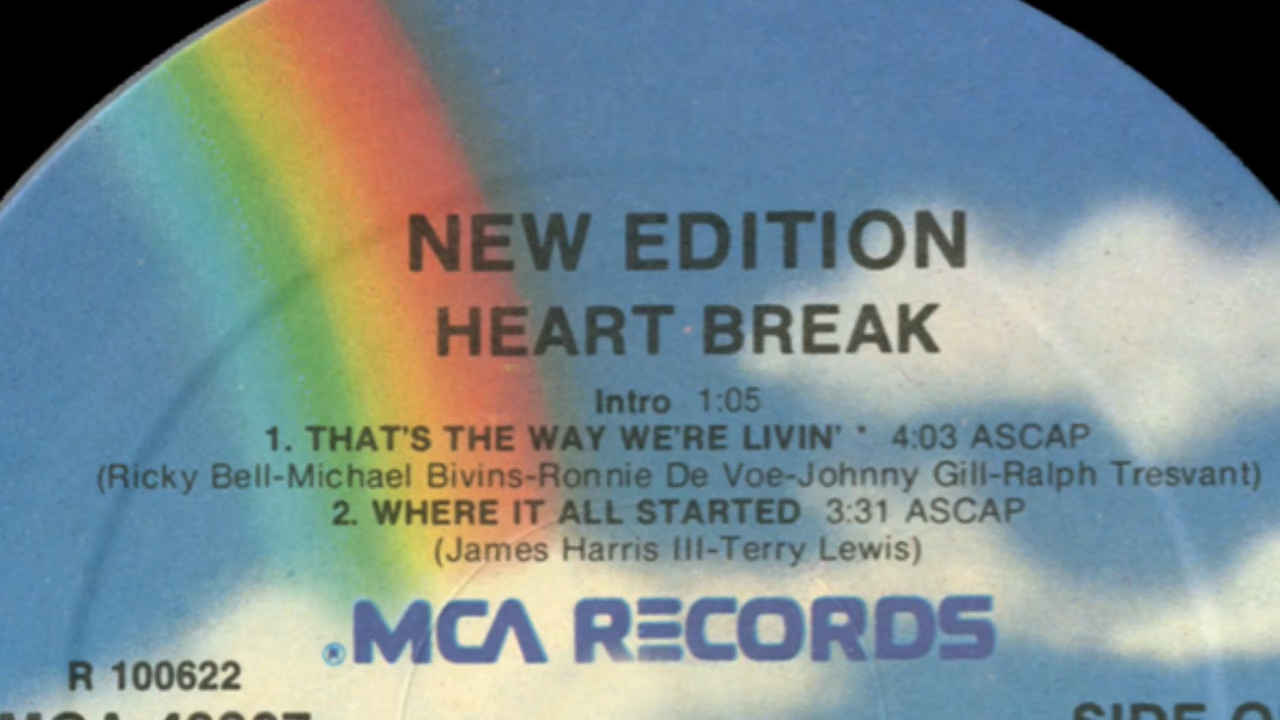 NEW EDITION
HEART BREAK
Intro 1:05
1. THAT'S THE WAY WE'RE LIVIN' * 4:03 ASCAP
(Ricky Bell-Michael Bivins-Ronnie De Voe-Johnny Gill-Ralph Tresvant)
2. WHERE IT ALL STARTED 3:31 ASCAP
(James Harris III-Terry Lewis)
® MCA RECORDS
R 100622
SIDE